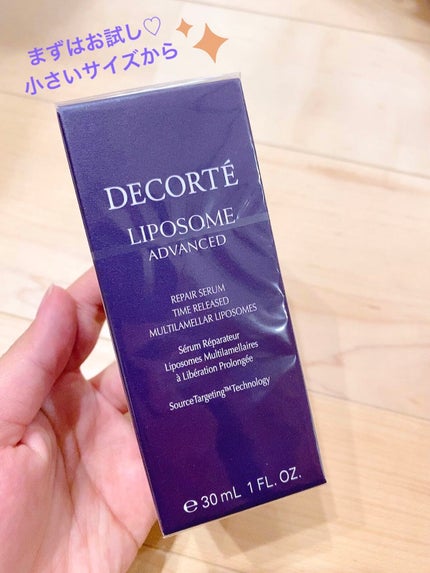 まずはお試し♡
小さいサイズから
DECORTÉ
LIPOSOME
ADVANCED
REPAIR SERUM
TIME RELEASED
MULTILAMELLAR LIPOSOMES
Sérum Réparateur
Liposomes Multilamellaires
à Libération Prolongée
SourceTargeting™Technology
℮ 30 mL 1 FL. OZ.